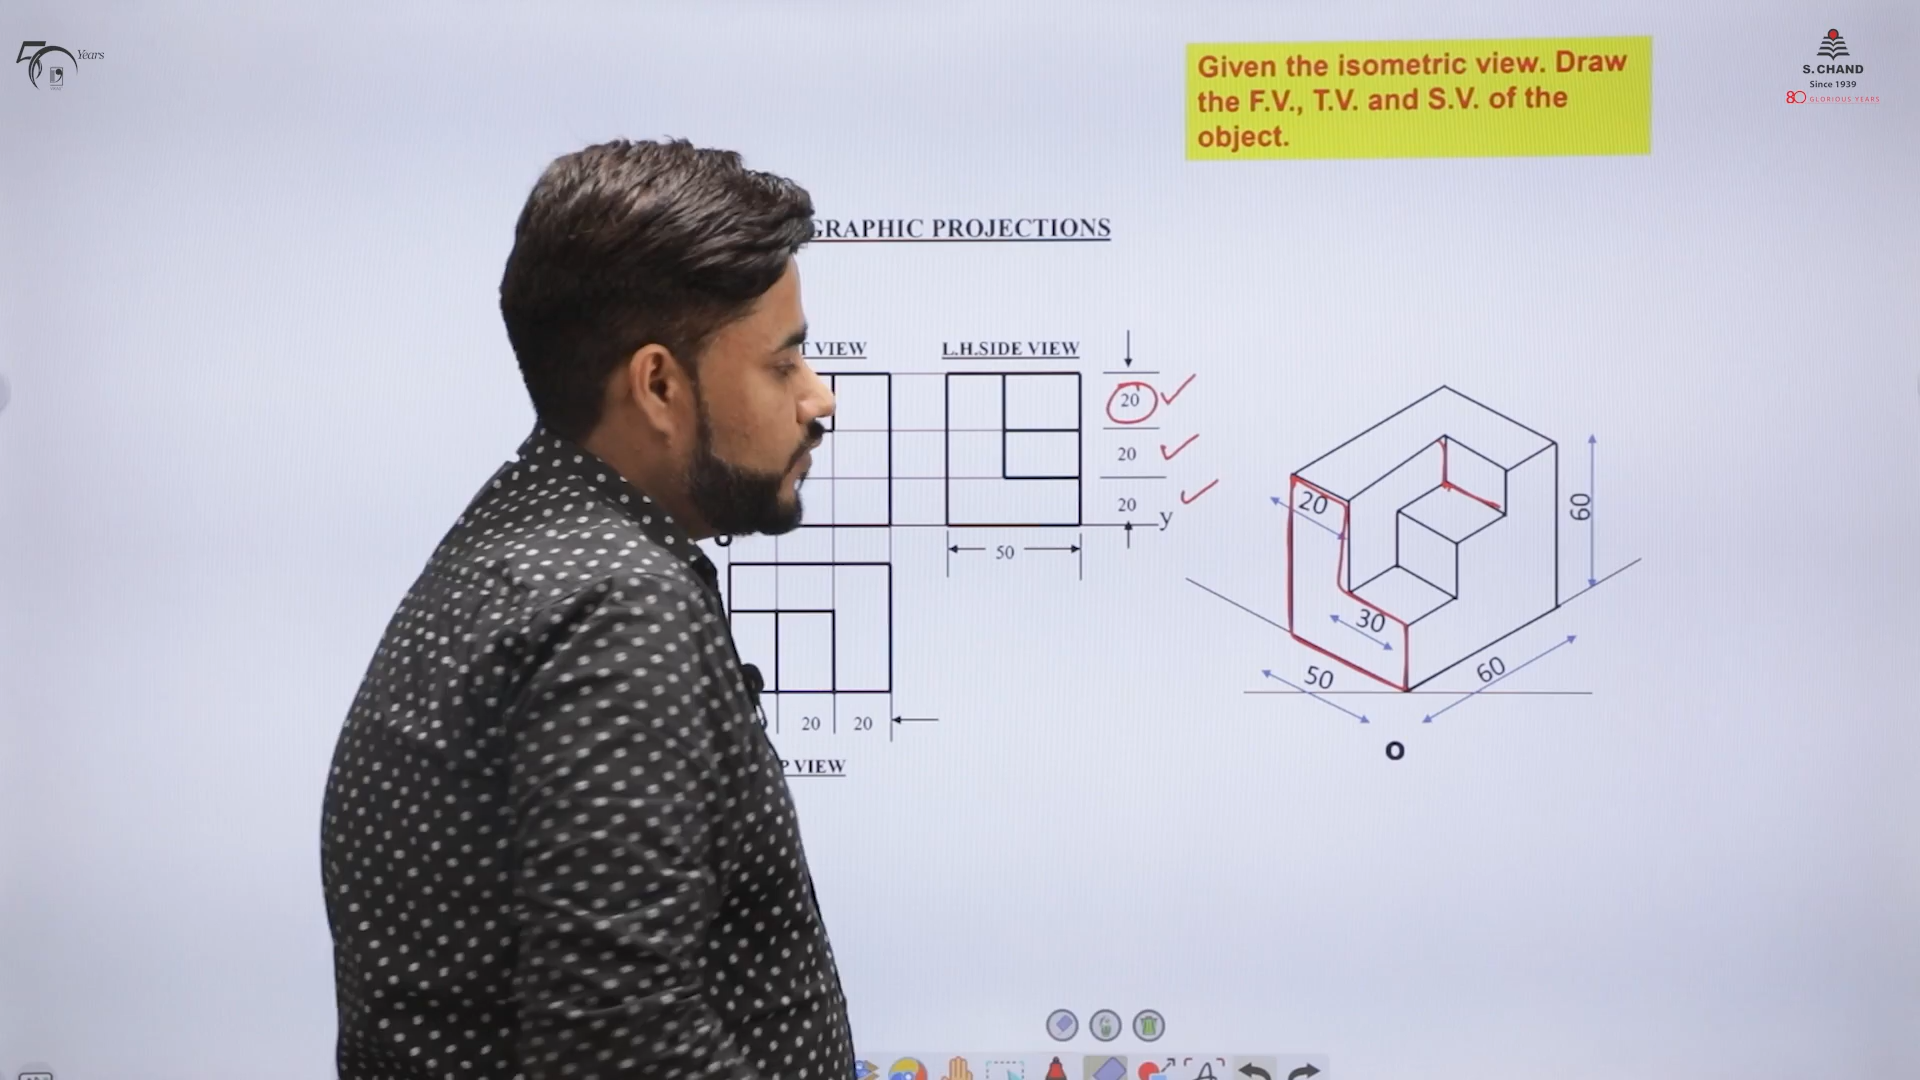 50 Years
Given the isometric view. Draw
the F.V., T.V. and S.V. of the
object.
S. CHAND
Since 1939
80 GLORIOUS YEARS
GRAPHIC PROJECTIONS
VIEW
L.H.SIDE VIEW
20
20
20
y
50
20
20
VIEW
20
30
50
60
60
O